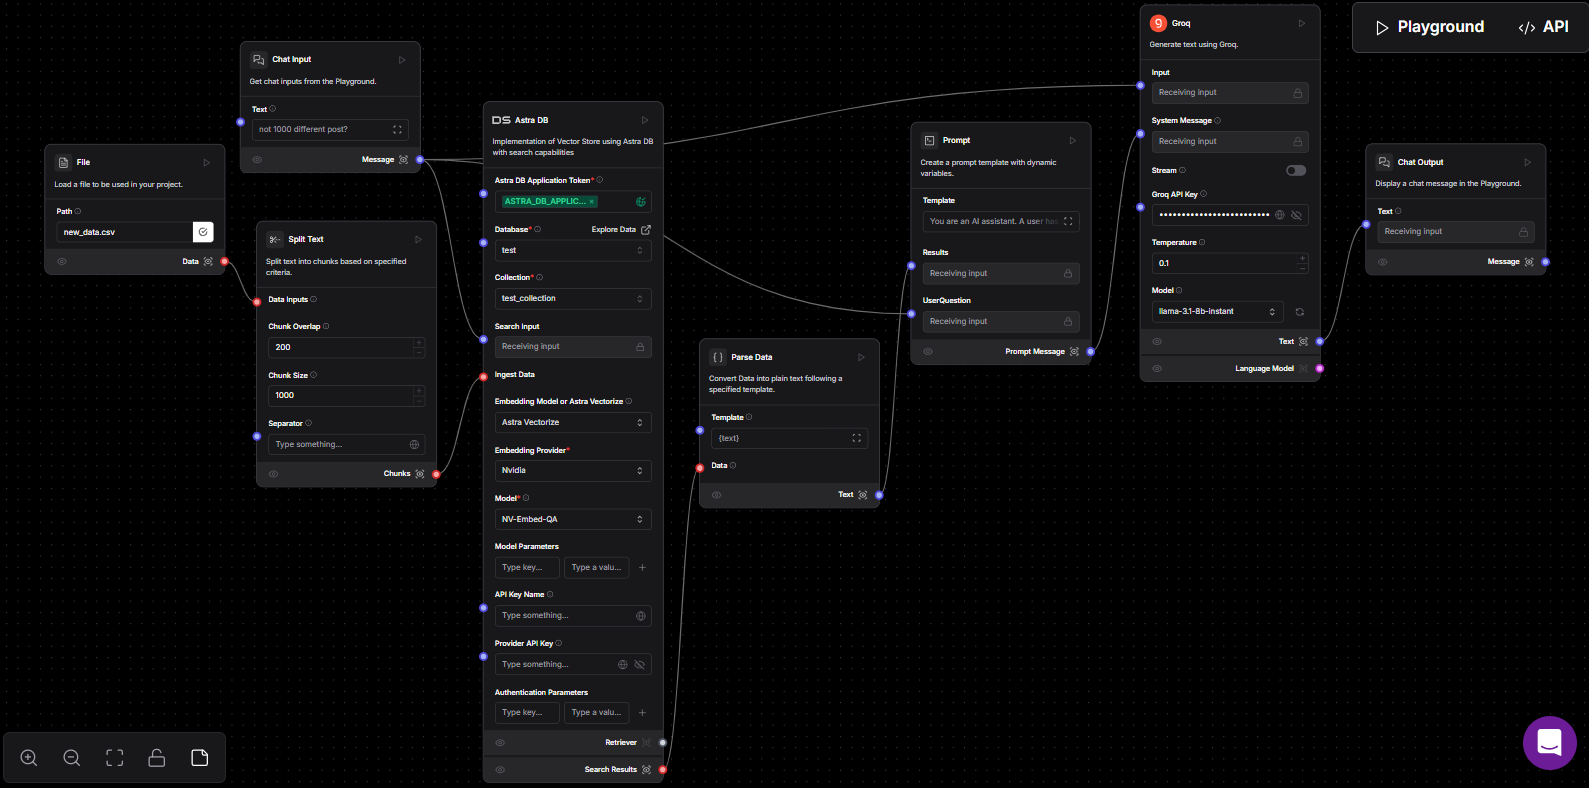 Playground
API
Chat Input
Get chat inputs from the Playground.
Text
not 1000 different post?
Message
File
Load a file to be used in your project.
Path
new_data.csv
Data
Split Text
Split text into chunks based on specified
criteria.
Data Inputs
Chunk Overlap
200
Chunk Size
1000
Separator
Type something...
Chunks
DS Astra DB
Implementation of Vector Store using Astra DB
with search capabilities
Astra DB Application Token*
ASTRA_DB_APPLIC... ×
Database*
Explore Data
test
Collection*
test_collection
Search Input
Receiving input
Ingest Data
Embedding Model or Astra Vectorize
Astra Vectorize
Embedding Provider*
Nvidia
Model*
NV-Embed-QA
Model Parameters
Type key... Type a valu...
API Key Name
Type something...
Provider API Key
Type something...
Authentication Parameters
Type key... Type a valu...
Retriever
Search Results
Parse Data
Convert Data into plain text following a
specified template.
Template
{text}
Data
Text
Prompt
Create a prompt template with dynamic
variables.
Template
You are an AI assistant. A user has
Results
Receiving input
UserQuestion
Receiving input
Prompt Message
Groq
Generate text using Groq.
Input
Receiving input
System Message
Receiving input
Stream
Groq API Key
•••••••••••••••••••••••••
Temperature
0.1
Model
llama-3.1-8b-instant
Text
Language Model
Chat Output
Display a chat message in the Playground.
Text
Receiving input
Message